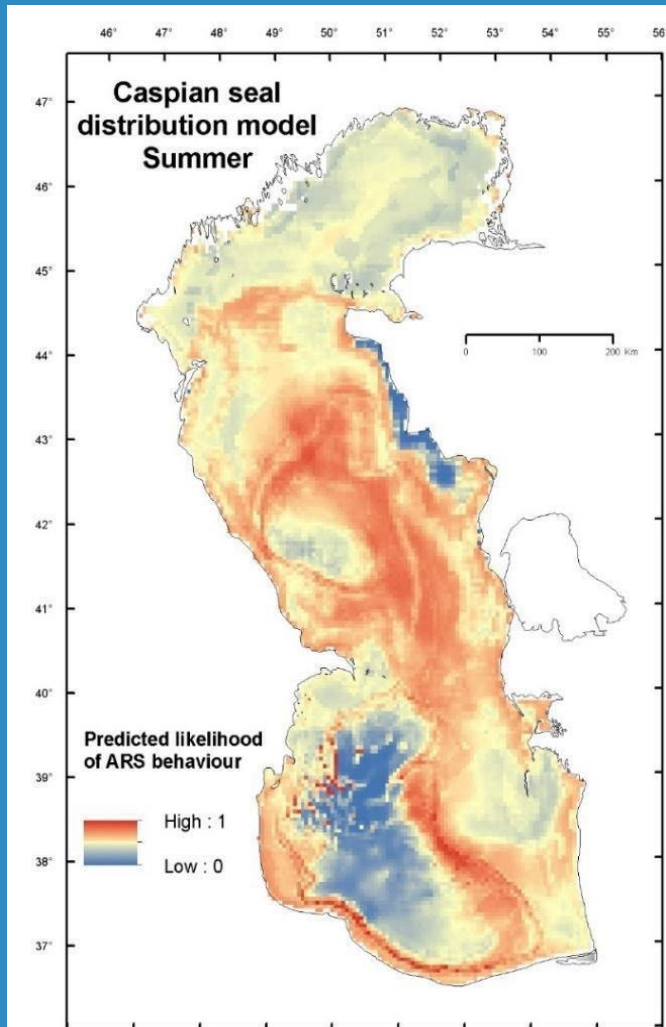 46° 47° 48° 49° 50° 51° 52° 53° 54° 55° 56
Caspian seal
distribution model
Summer
47°
46°
45°
44°
0 100 200 Km
43°
42°
41°
40°
Predicted likelihood
of ARS behaviour
39°
High : 1
38°
Low : 0
37°